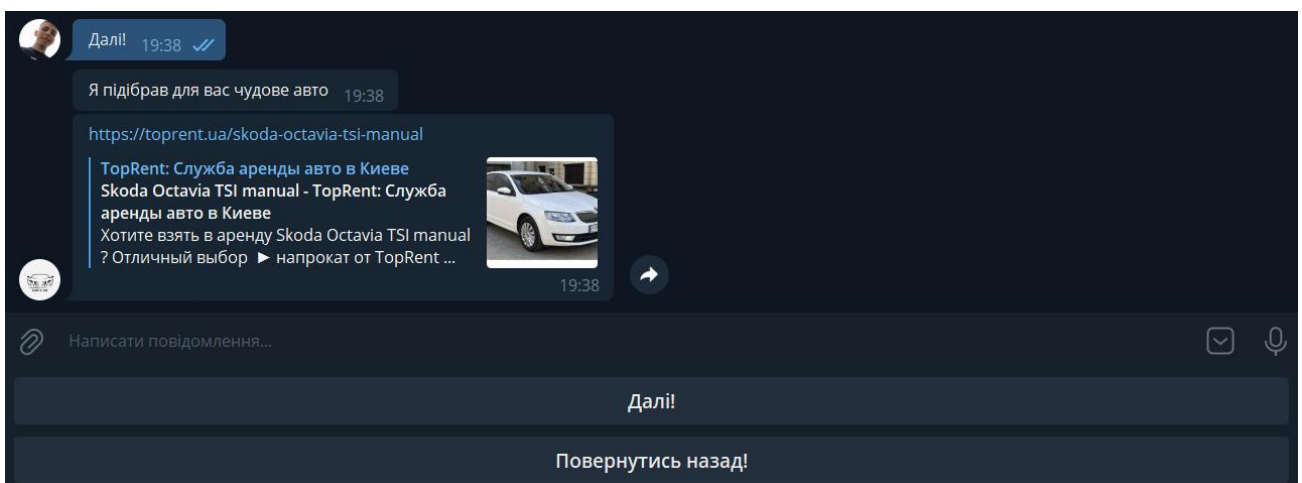 Далі! 19:38
Я підібрав для вас чудове авто 19:38
https://toprent.ua/skoda-octavia-tsi-manual
TopRent: Служба аренды авто в Киеве
Skoda Octavia TSI manual - TopRent: Служба
аренды авто в Киеве
Хотите взять в аренду Skoda Octavia TSI manual
? Отличный выбор ► напрокат от TopRent ...
19:38
Написати повідомлення...
Далі!
Повернутись назад!